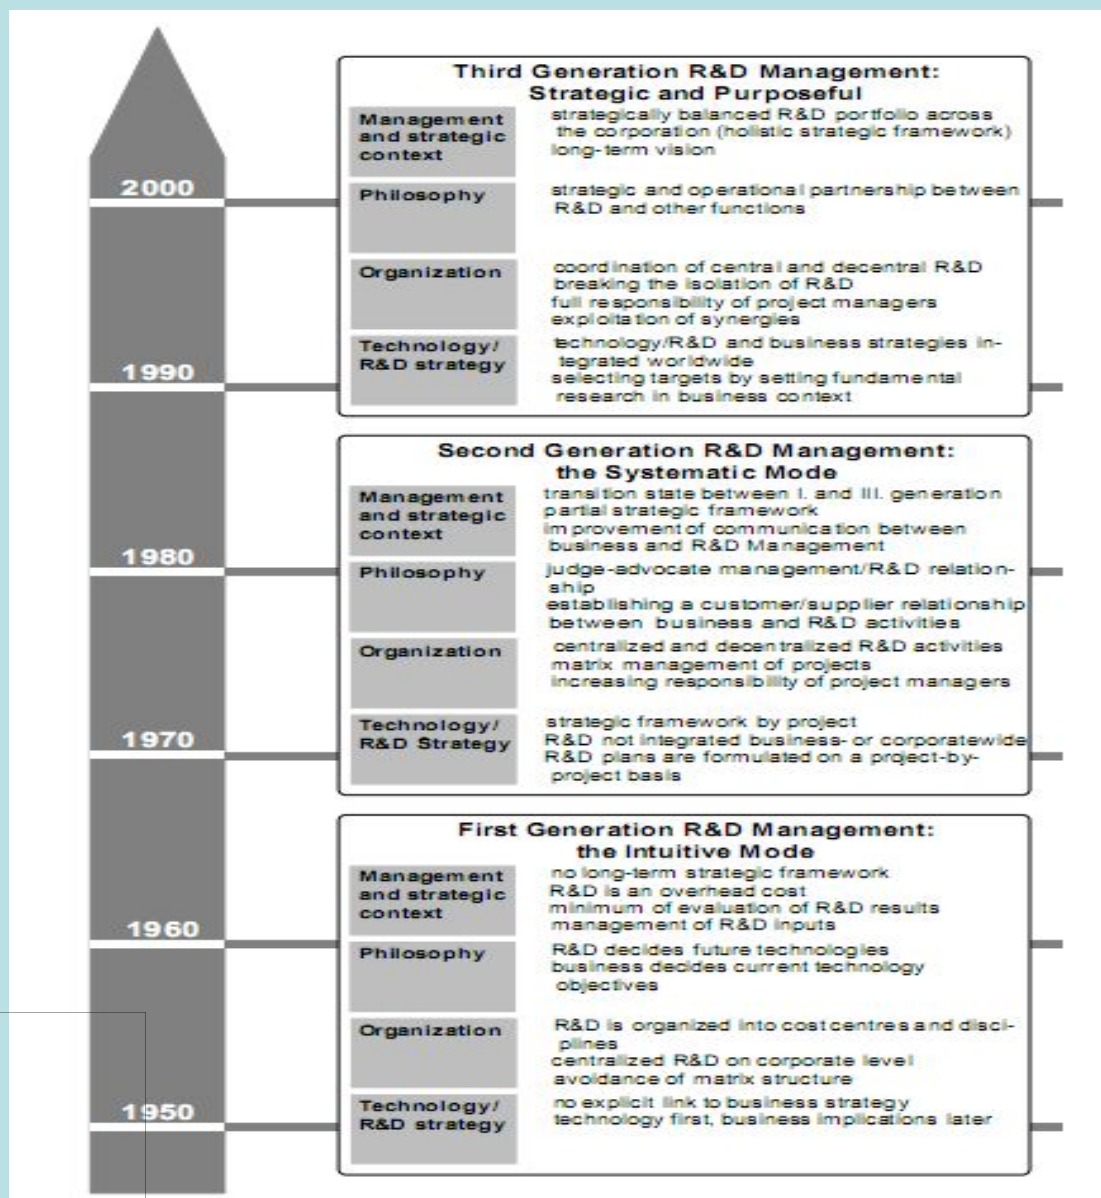 Third Generation R&D Management:
Strategic and Purposeful
Management
and strategic
context
strategically balanced R&D portfolio across
the corporation (holistic strategic framework)
long-term vision
2000
Philosophy
strategic and operational partnership between
R&D and other functions
Organization
coordination of central and decentral R&D
breaking the isolation of R&D
full responsibility of project managers
exploitation of synergies
Technology/
R&D strategy
technology/R&D and business strategies in-
tegrated worldwide
selecting targets by setting fundamental
research in business context
1990
Second Generation R&D Management:
the Systematic Mode
Management
and strategic
context
transition state between I. and III. generation
partial strategic framework
improvement of communication between
business and R&D Management
1980
Philosophy
judge-advocate management/R&D relation-
ship
establishing a customer/supplier relationship
between business and R&D activities
Organization
centralized and decentralized R&D activities
matrix management of projects
increasing responsibility of project managers
Technology/
R&D Strategy
strategic framework by project
R&D not integrated business- or corporatewide
R&D plans are formulated on a project-by-
project basis
1970
First Generation R&D Management:
the Intuitive Mode
Management
and strategic
context
no long-term strategic framework
R&D is an overhead cost
minimum of evaluation of R&D results
management of R&D inputs
1960
Philosophy
R&D decides future technologies
business decides current technology
objectives
Organization
R&D is organized into cost centres and disci-
plines
centralized R&D on corporate level
avoidance of matrix structure
Technology/
R&D strategy
no explicit link to business strategy
technology first, business implications later
1950